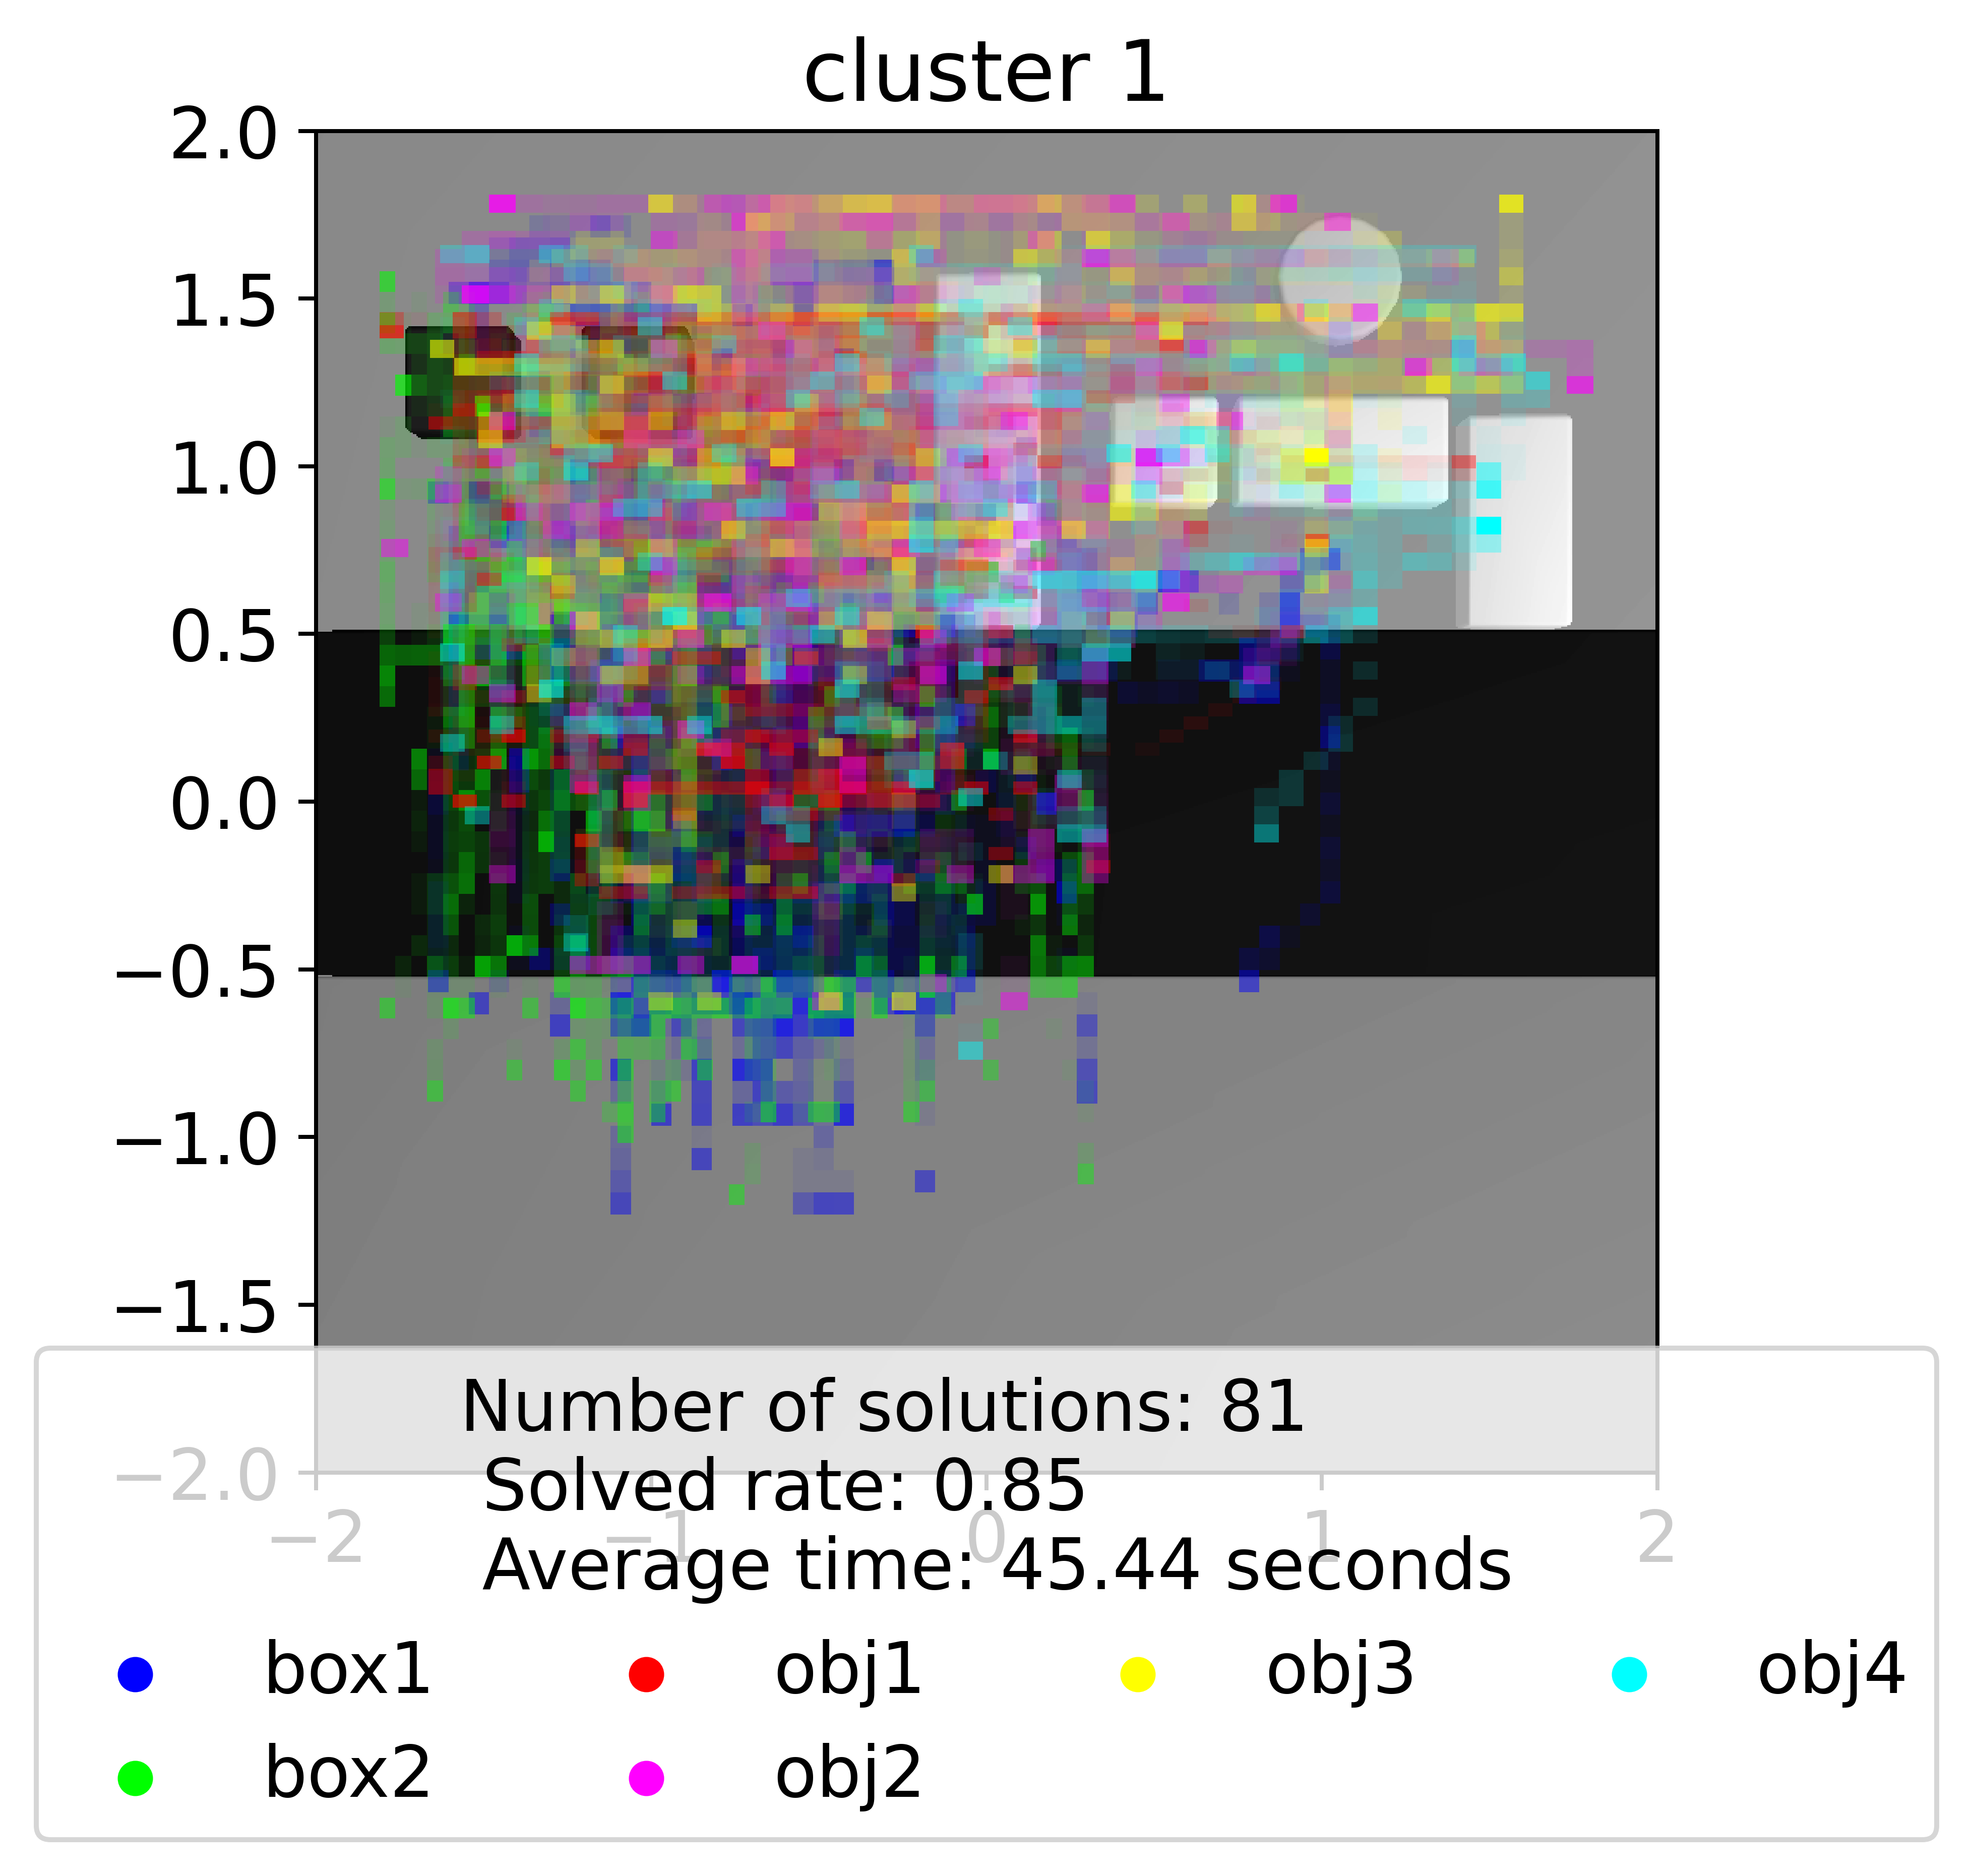 cluster 1
2.0
1.5
1.0
0.5
0.0
−0.5
−1.0
−1.5
−2.0
−2 −1 0 1 2
Number of solutions: 81
Solved rate: 0.85
Average time: 45.44 seconds
box1 obj1 obj3 obj4
box2 obj2